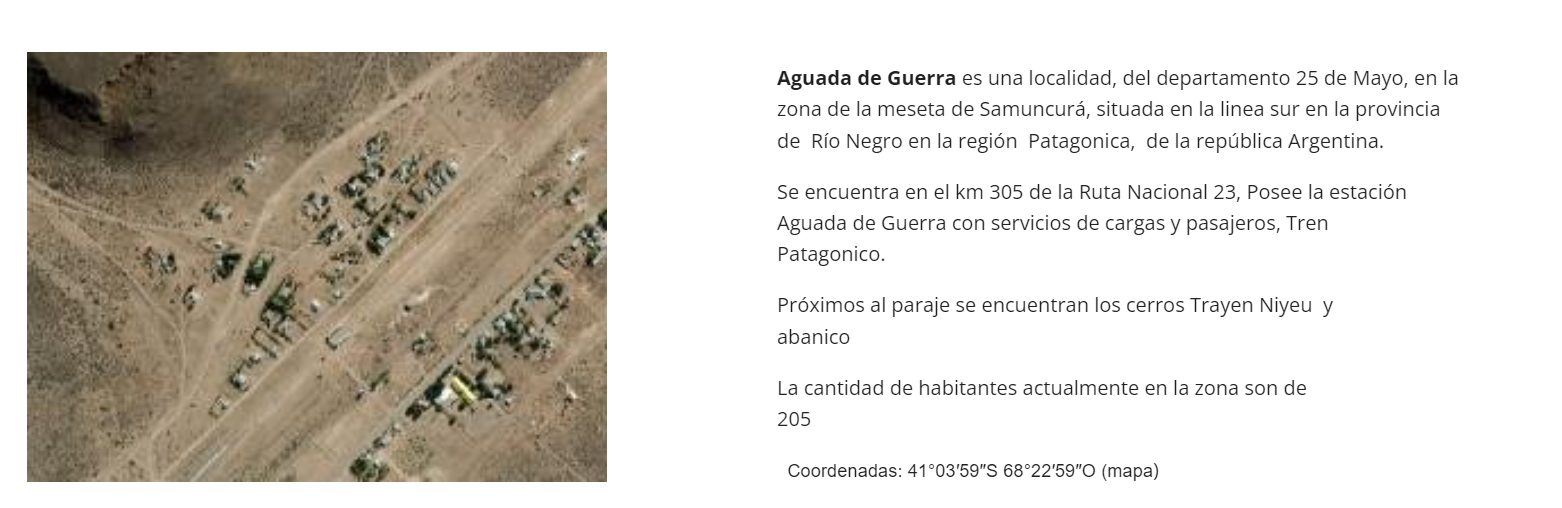 Aguada de Guerra es una localidad, del departamento 25 de Mayo, en la
zona de la meseta de Samuncurá, situada en la linea sur en la provincia
de  Río Negro en la región  Patagonica,  de la república Argentina.
Se encuentra en el km 305 de la Ruta Nacional 23, Posee la estación
Aguada de Guerra con servicios de cargas y pasajeros, Tren
Patagonico.
Próximos al paraje se encuentran los cerros Trayen Niyeu  y
abanico
La cantidad de habitantes actualmente en la zona son de
205
Coordenadas: 41°03′59″S 68°22′59″O (mapa)